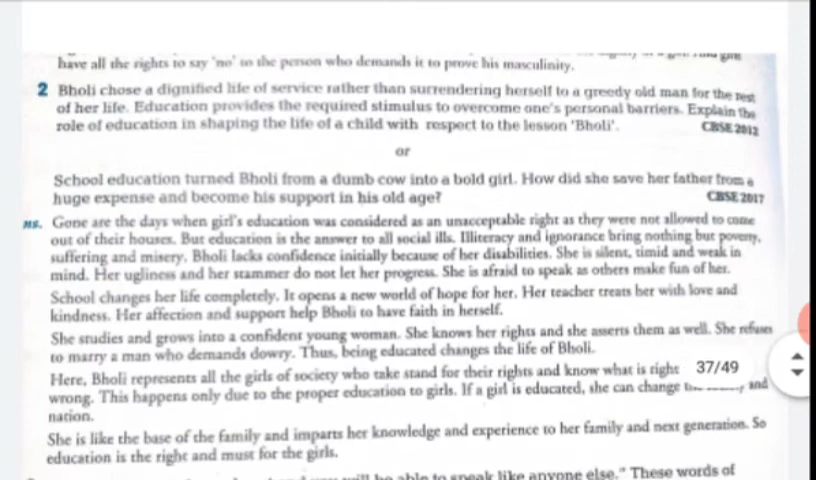 have all the rights to say 'no' to the person who demands it to prove his masculinity.
2 Bholi chose a dignified life of service rather than surrendering herself to a greedy old man for the rest
of her life. Education provides the required stimulus to overcome one's personal barriers. Explain the
role of education in shaping the life of a child with respect to the lesson 'Bholi'. CBSE 2012
or
School education turned Bholi from a dumb cow into a bold girl. How did she save her father from a
huge expense and become his support in his old age? CBSE 2017
Gone are the days when girl's education was considered as an unacceptable right as they were not allowed to come
out of their houses. But education is the answer to all social ills. Illiteracy and ignorance bring nothing but poverty,
suffering and misery. Bholi lacks confidence initially because of her disabilities. She is silent, timid and weak in
mind. Her ugliness and her stammer do not let her progress. She is afraid to speak as others make fun of her.
School changes her life completely. It opens a new world of hope for her. Her teacher treats her with love and
kindness. Her affection and support help Bholi to have faith in herself.
She studies and grows into a confident young woman. She knows her rights and she asserts them as well. She refuses
to marry a man who demands dowry. Thus, being educated changes the life of Bholi.
Here, Bholi represents all the girls of society who take stand for their rights and know what is right 37/49
wrong. This happens only due to the proper education to girls. If a girl is educated, she can change and
nation.
She is like the base of the family and imparts her knowledge and experience to her family and next generation. So
education is the right and must for the girls.
will be able to speak like anyone else." These words of